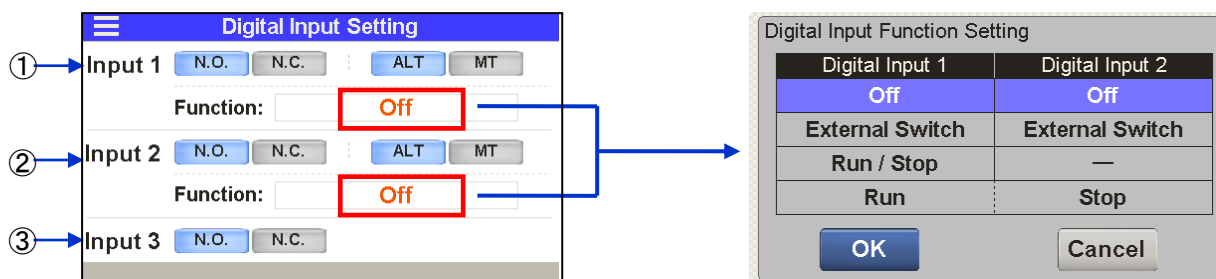 Digital Input Setting
① Input 1 N.O. N.C. ALT MT
Function: Off
② Input 2 N.O. N.C. ALT MT
Function: Off
③ Input 3 N.O. N.C.
Digital Input Function Setting
Digital Input 1 Digital Input 2
Off Off
External Switch External Switch
Run / Stop —
Run Stop
OK Cancel